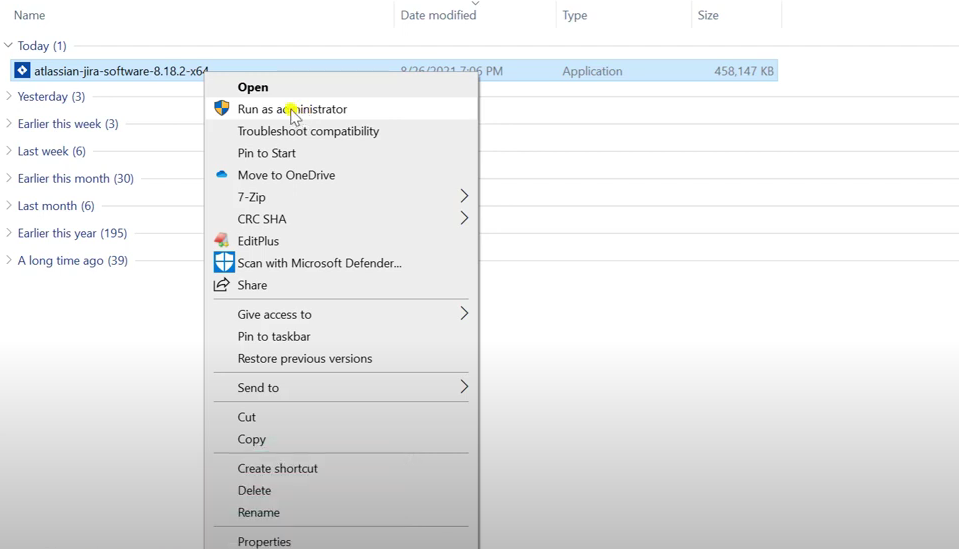 Name Date modified Type Size
Today (1)
atlassian-jira-software-8.18.2-x64 8/26/2021 7:06 PM Application 458,147 KB
Yesterday (3)
Earlier this week (3)
Last week (6)
Earlier this month (30)
Last month (6)
Earlier this year (195)
A long time ago (39)
Open
Run as administrator
Troubleshoot compatibility
Pin to Start
Move to OneDrive
7-Zip
CRC SHA
EditPlus
Scan with Microsoft Defender...
Share
Give access to
Pin to taskbar
Restore previous versions
Send to
Cut
Copy
Create shortcut
Delete
Rename
Properties